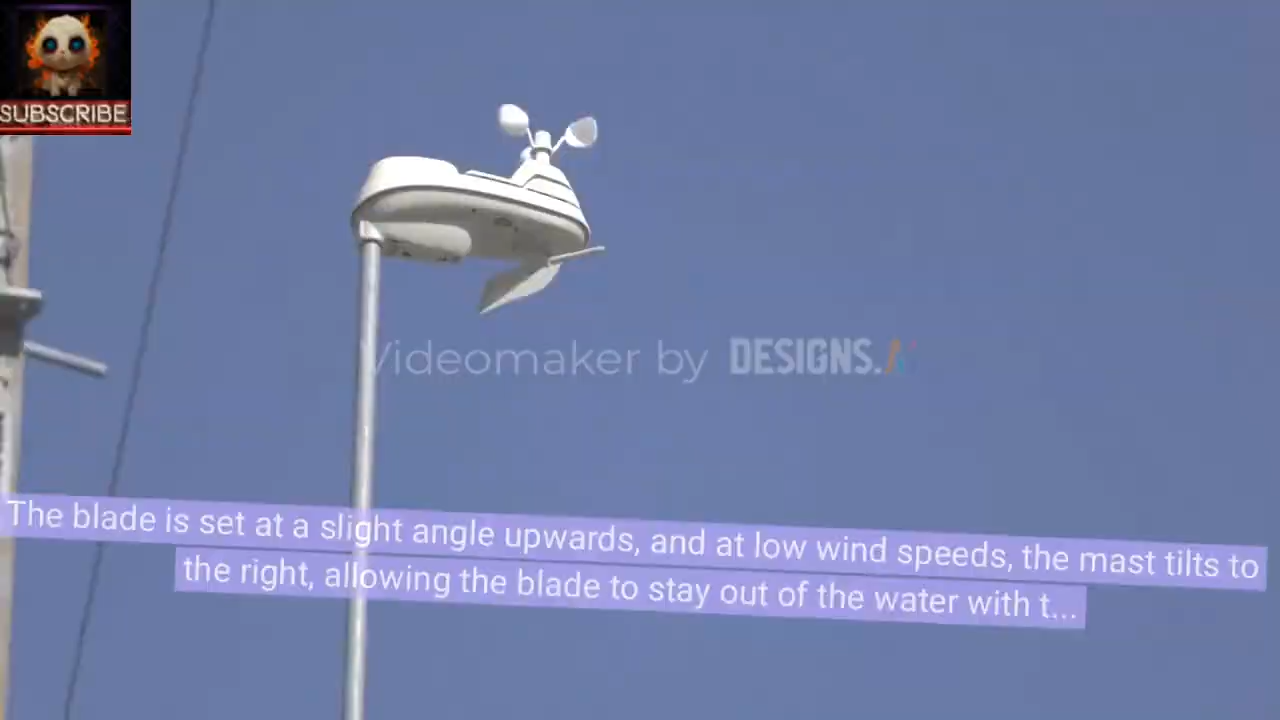 SUBSCRIBE
Videomaker by DESIGNS.AI
The blade is set at a slight angle upwards, and at low wind speeds, the mast tilts to
the right, allowing the blade to stay out of the water with t...